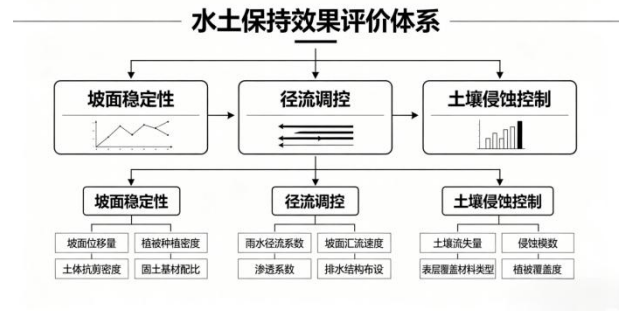 水土保持效果评价体系
坡面稳定性
径流调控
土壤侵蚀控制
坡面稳定性
径流调控
土壤侵蚀控制
坡面位移量
植被种植密度
雨水径流系数
坡面汇流速度
土壤流失量
侵蚀模数
土体抗剪密度
固土基材配比
渗透系数
排水结构布设
表层覆盖材料类型
植被覆盖度